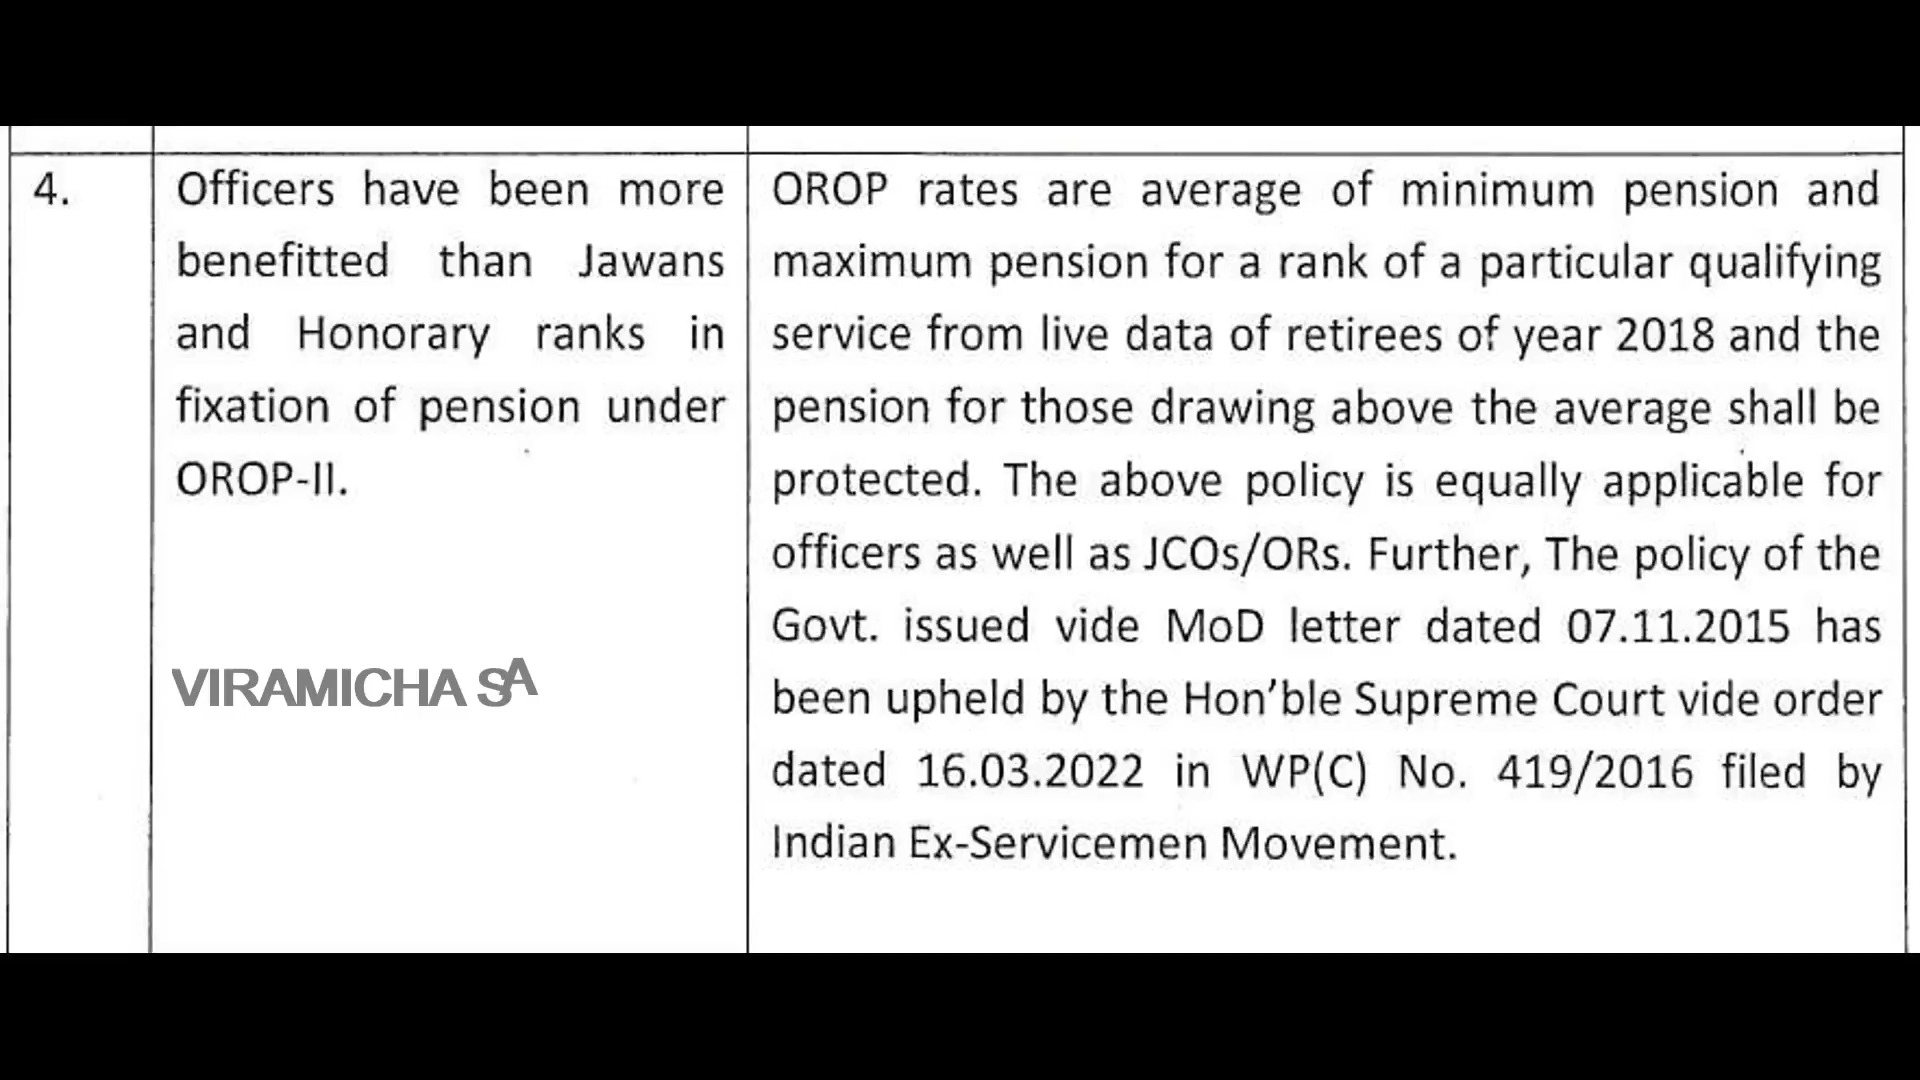 4.
Officers have been more
benefitted than Jawans
and Honorary ranks in
fixation of pension under
OROP-II.
VIRAMICHA SA
OROP rates are average of minimum pension and
maximum pension for a rank of a particular qualifying
service from live data of retirees of year 2018 and the
pension for those drawing above the average shall be
protected. The above policy is equally applicable for
officers as well as JCOs/ORs. Further, The policy of the
Govt. issued vide MoD letter dated 07.11.2015 has
been upheld by the Hon’ble Supreme Court vide order
dated 16.03.2022 in WP(C) No. 419/2016 filed by
Indian Ex-Servicemen Movement.